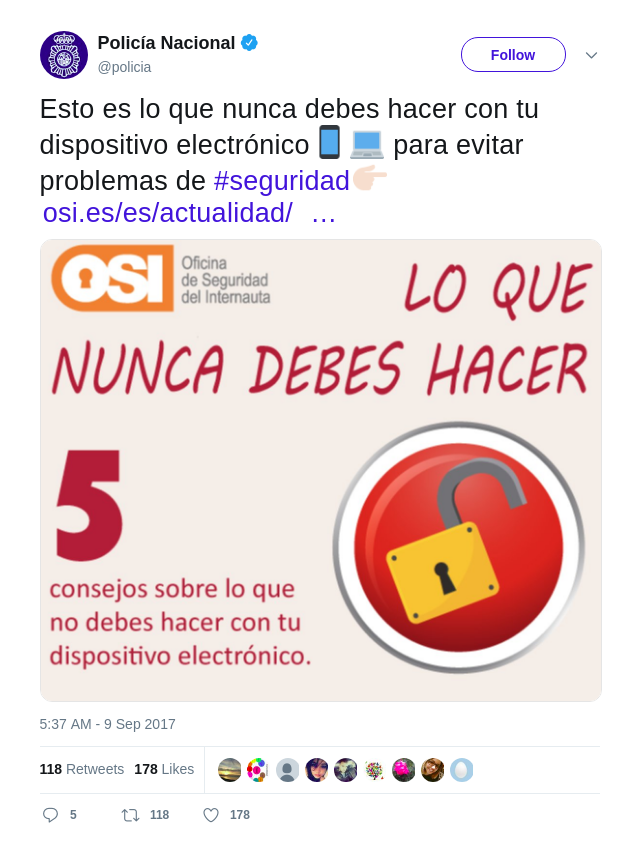 Policía Nacional
@policia
Follow
Esto es lo que nunca debes hacer con tu
dispositivo electrónico 📱 💻 para evitar
problemas de #seguridad👉🏻
osi.es/es/actualidad/ …
OSI
Oficina
de Seguridad
del Internauta
LO QUE
NUNCA DEBES HACER
5
consejos sobre lo que
no debes hacer con tu
dispositivo electrónico.
5:37 AM - 9 Sep 2017
118 Retweets 178 Likes
5 118 178